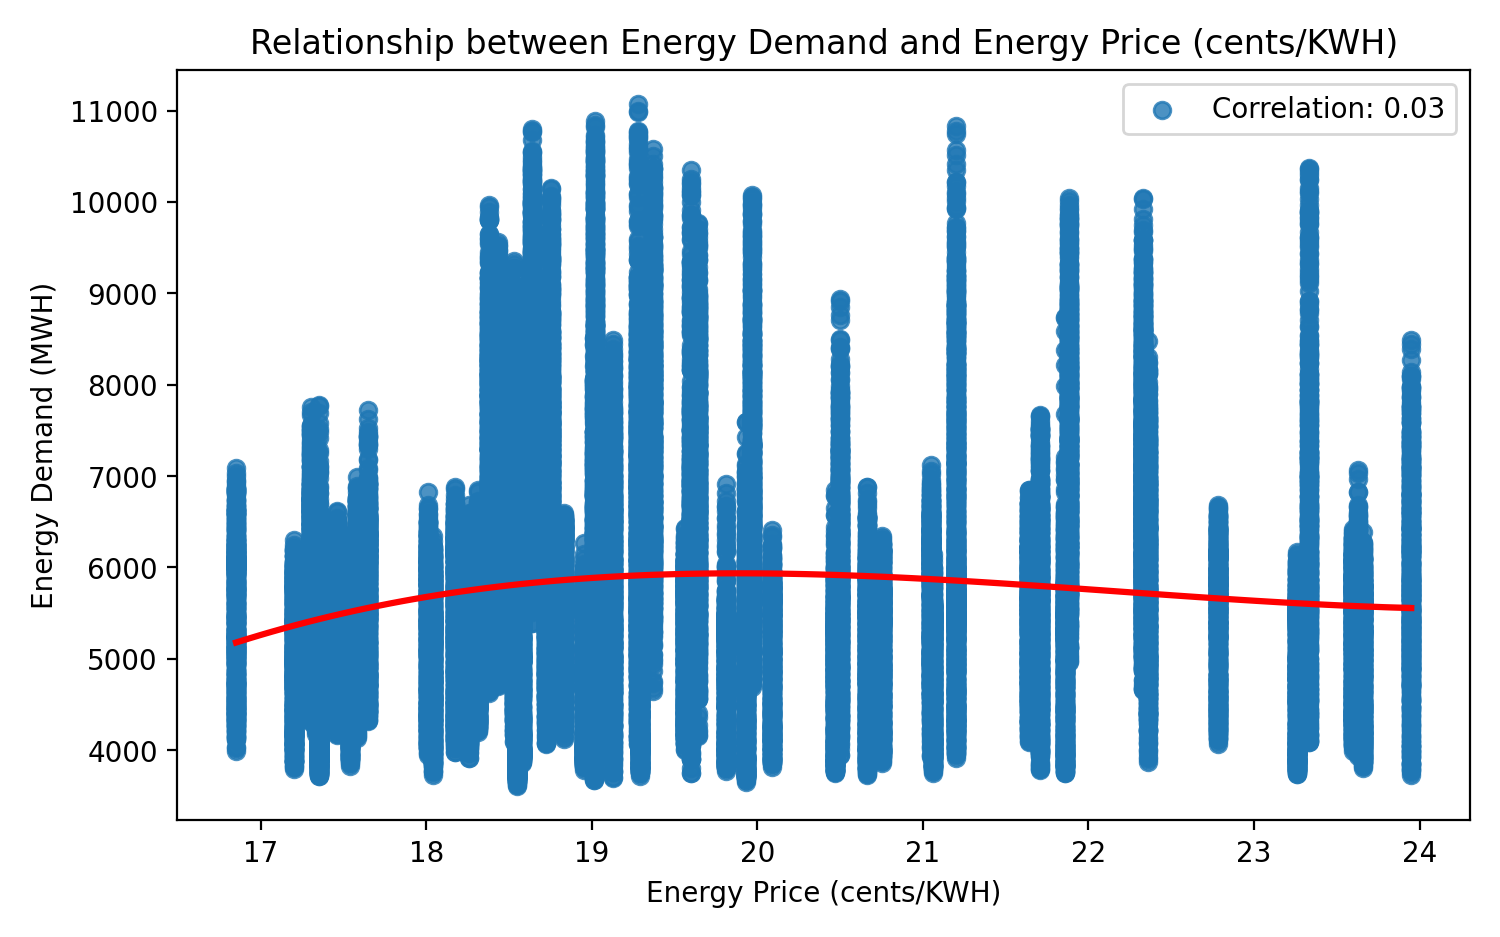 Relationship between Energy Demand and Energy Price (cents/KWH)
Correlation: 0.03
Energy Demand (MWH)
11000
10000
9000
8000
7000
6000
5000
4000
17 18 19 20 21 22 23 24
Energy Price (cents/KWH)